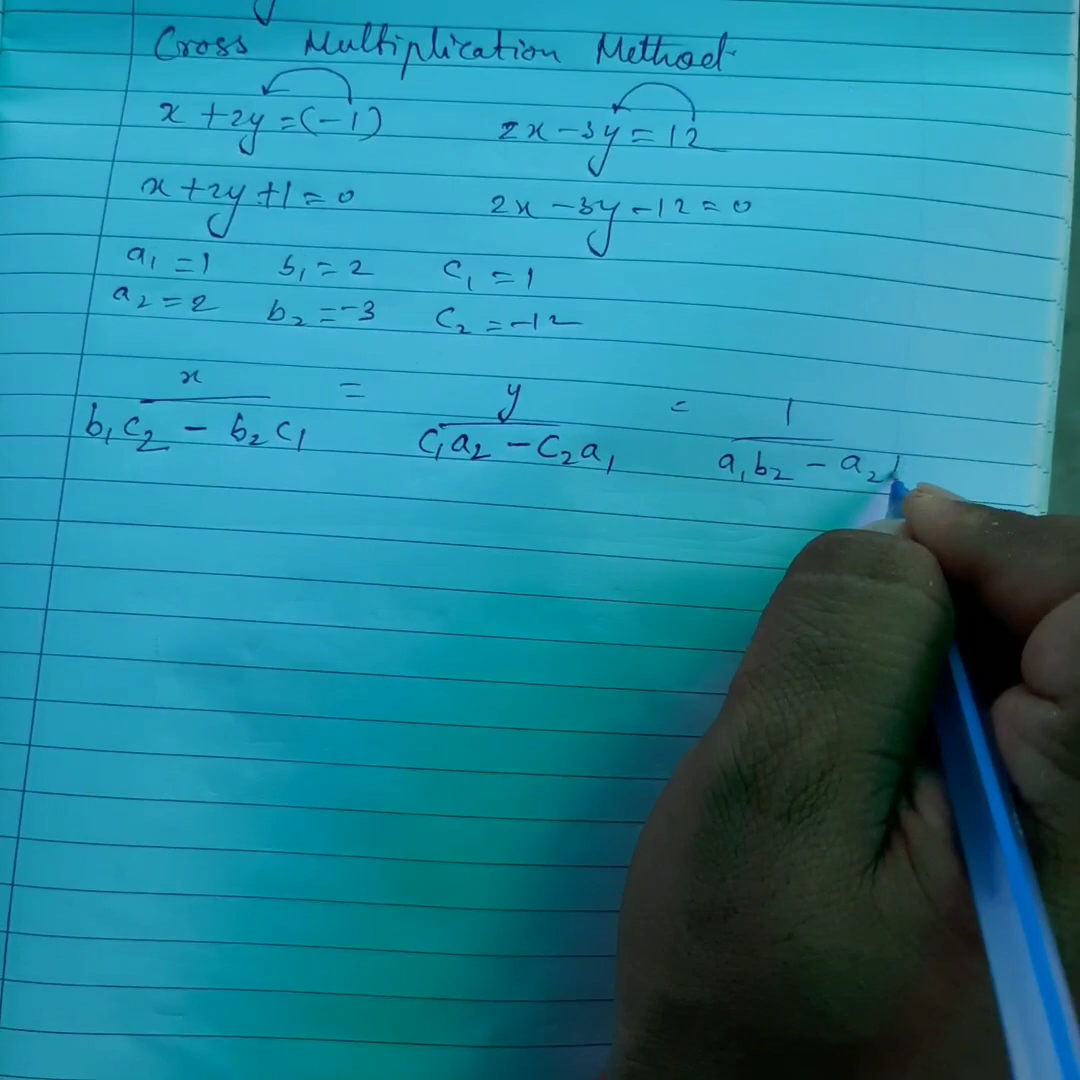 Cross Multiplication Method
x + 2y = (-1) 2x - 3y = 12
x + 2y + 1 = 0 2x - 3y - 12 = 0
a₁ = 1 b₁ = 2 c₁ = 1
a₂ = 2 b₂ = -3 c₂ = -12
x = y = 1
b₁c₂ - b₂c₁ c₁a₂ - c₂a₁ a₁b₂ - a₂